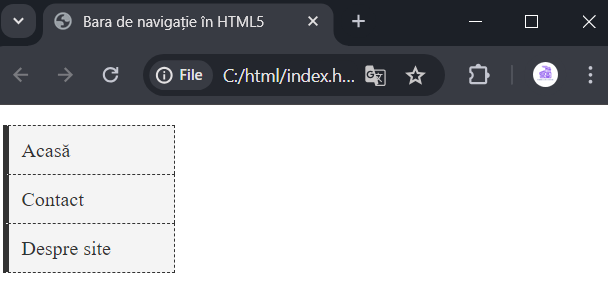 Bara de navigație în HTML5
File C:/html/index.h...
Acasă
Contact
Despre site